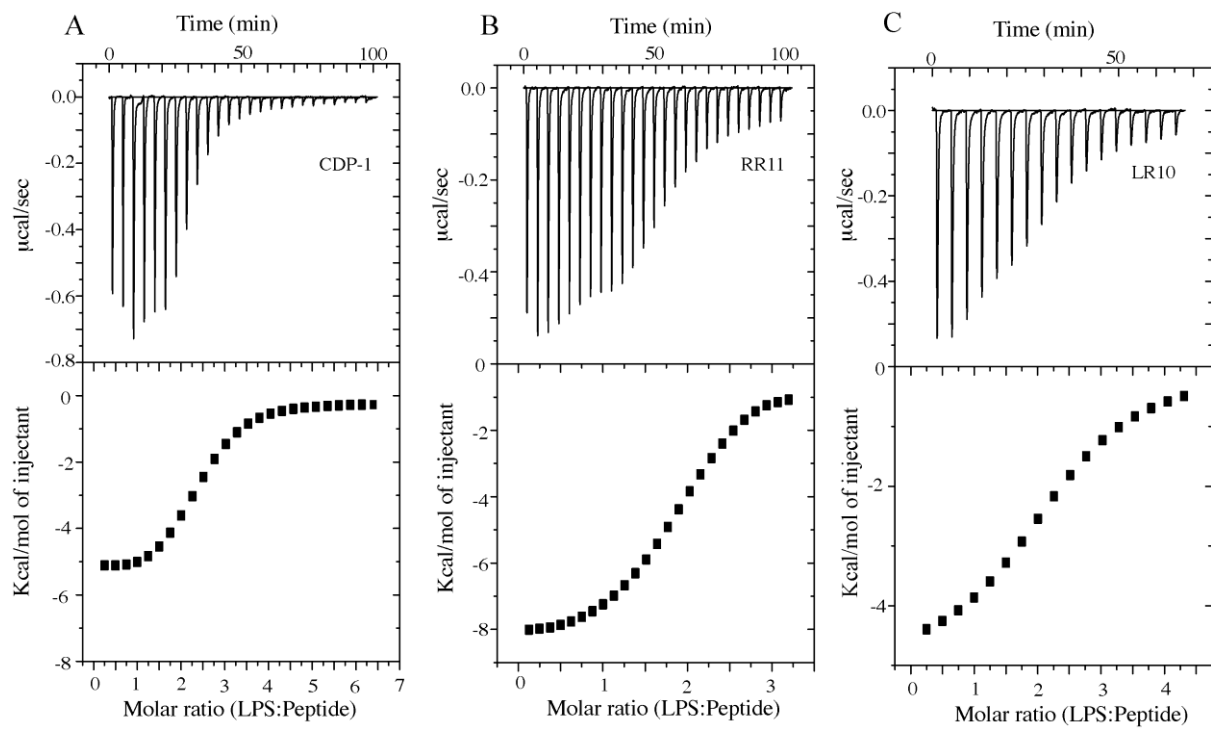 A
Time (min)
0 50 100
0.0
-0.2
-0.4
-0.6
-0.8
µcal/sec
CDP-1
0
-2
-4
-6
-8
Kcal/mol of injectant
0 1 2 3 4 5 6 7
Molar ratio (LPS:Peptide)
B
Time (min)
0 50 100
0.0
-0.2
-0.4
0
µcal/sec
RR11
-2
-4
-6
-8
Kcal/mol of injectant
0 1 2 3
Molar ratio (LPS:Peptide)
C
Time (min)
0 50
0.0
-0.2
-0.4
0
µcal/sec
LR10
-2
-4
Kcal/mol of injectant
0 1 2 3 4
Molar ratio (LPS:Peptide)